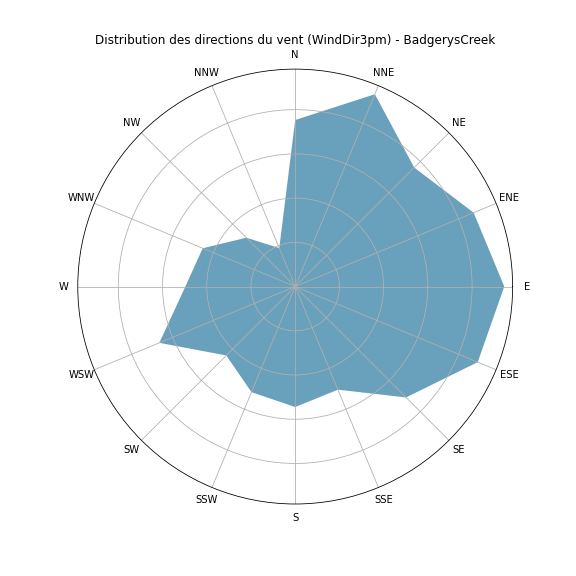 Distribution des directions du vent (WindDir3pm) - BadgerysCreek
N
NNW
NNE
NW
NE
WNW
ENE
W
E
WSW
ESE
SW
SE
SSW
SSE
S